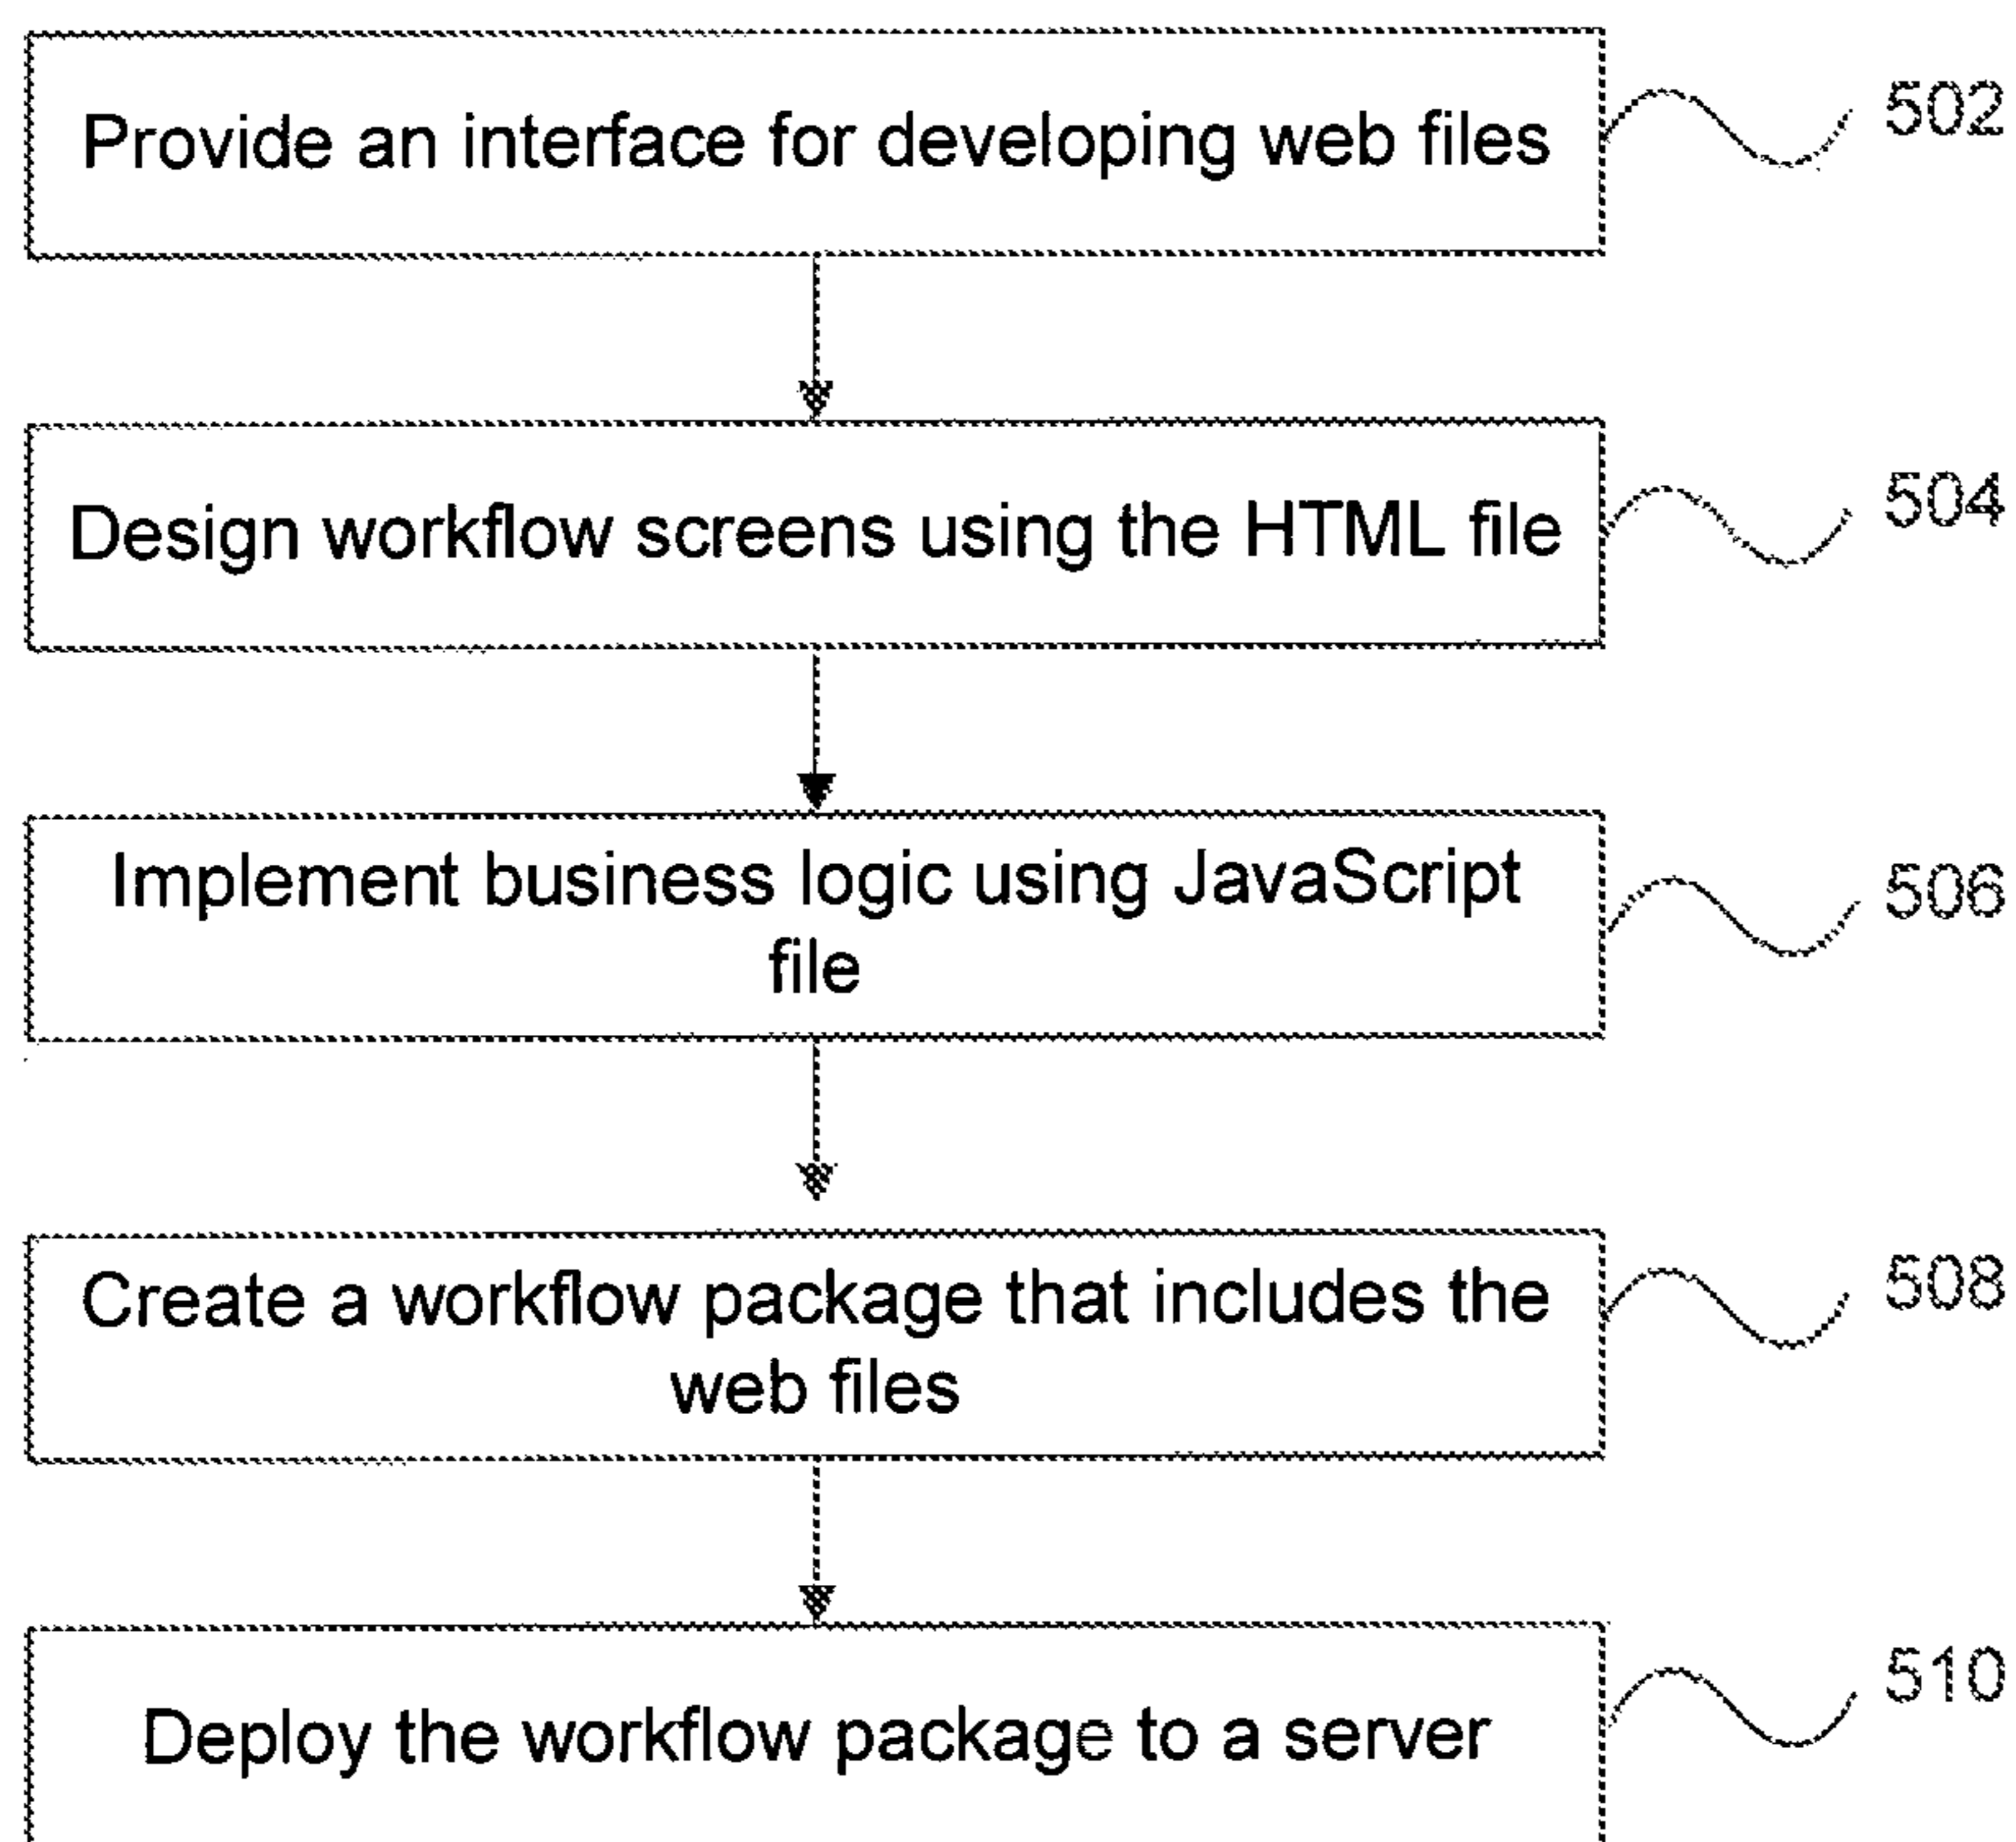 Provide an interface for developing web files
502
Design workflow screens using the HTML file
504
Implement business logic using JavaScript
file
506
Create a workflow package that includes the
web files
508
Deploy the workflow package to a server
510